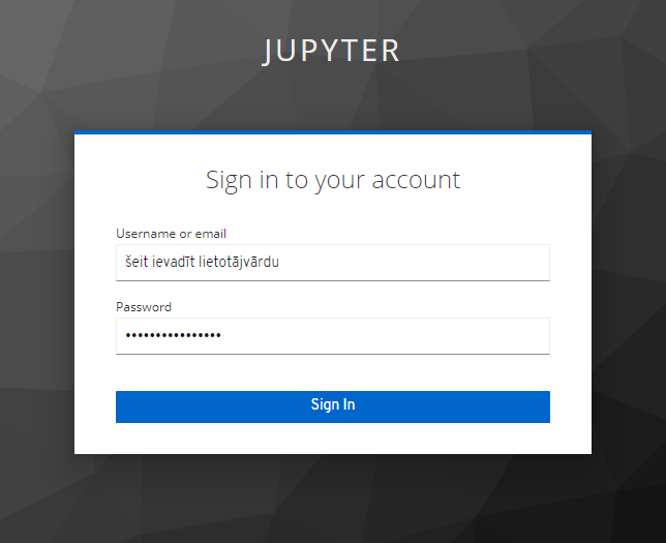 JUPYTER
Sign in to your account
Username or email
šeit ievadīt lietotājvārdu
Password
••••••••••••••••
Sign In